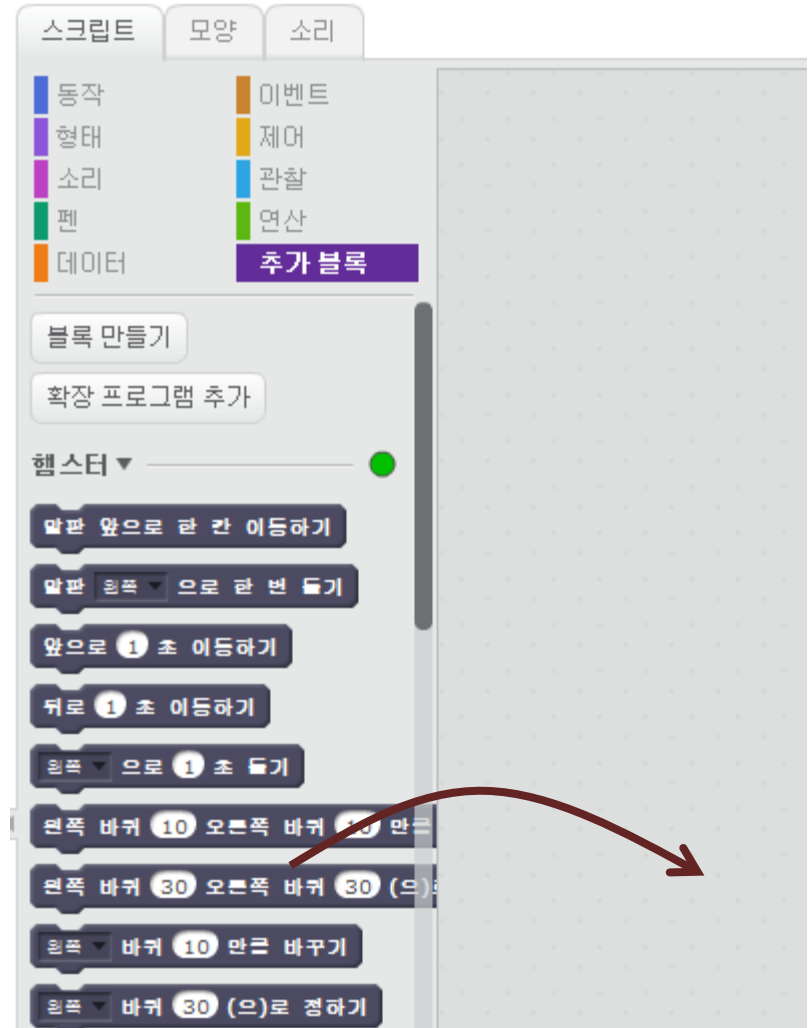 스크립트 모양 소리
동작 이벤트
형태 제어
소리 관찰
펜 연산
데이터 추가 블록
블록 만들기
확장 프로그램 추가
햄스터
말판 앞으로 한 칸 이동하기
말판 왼쪽 으로 한 번 돌기
앞으로 1 초 이동하기
뒤로 1 초 이동하기
왼쪽 으로 1 초 돌기
왼쪽 바퀴 10 오른쪽 바퀴 10 만큼
왼쪽 바퀴 30 오른쪽 바퀴 30 (으)로
왼쪽 바퀴 10 만큼 바꾸기
왼쪽 바퀴 30 (으)로 정하기